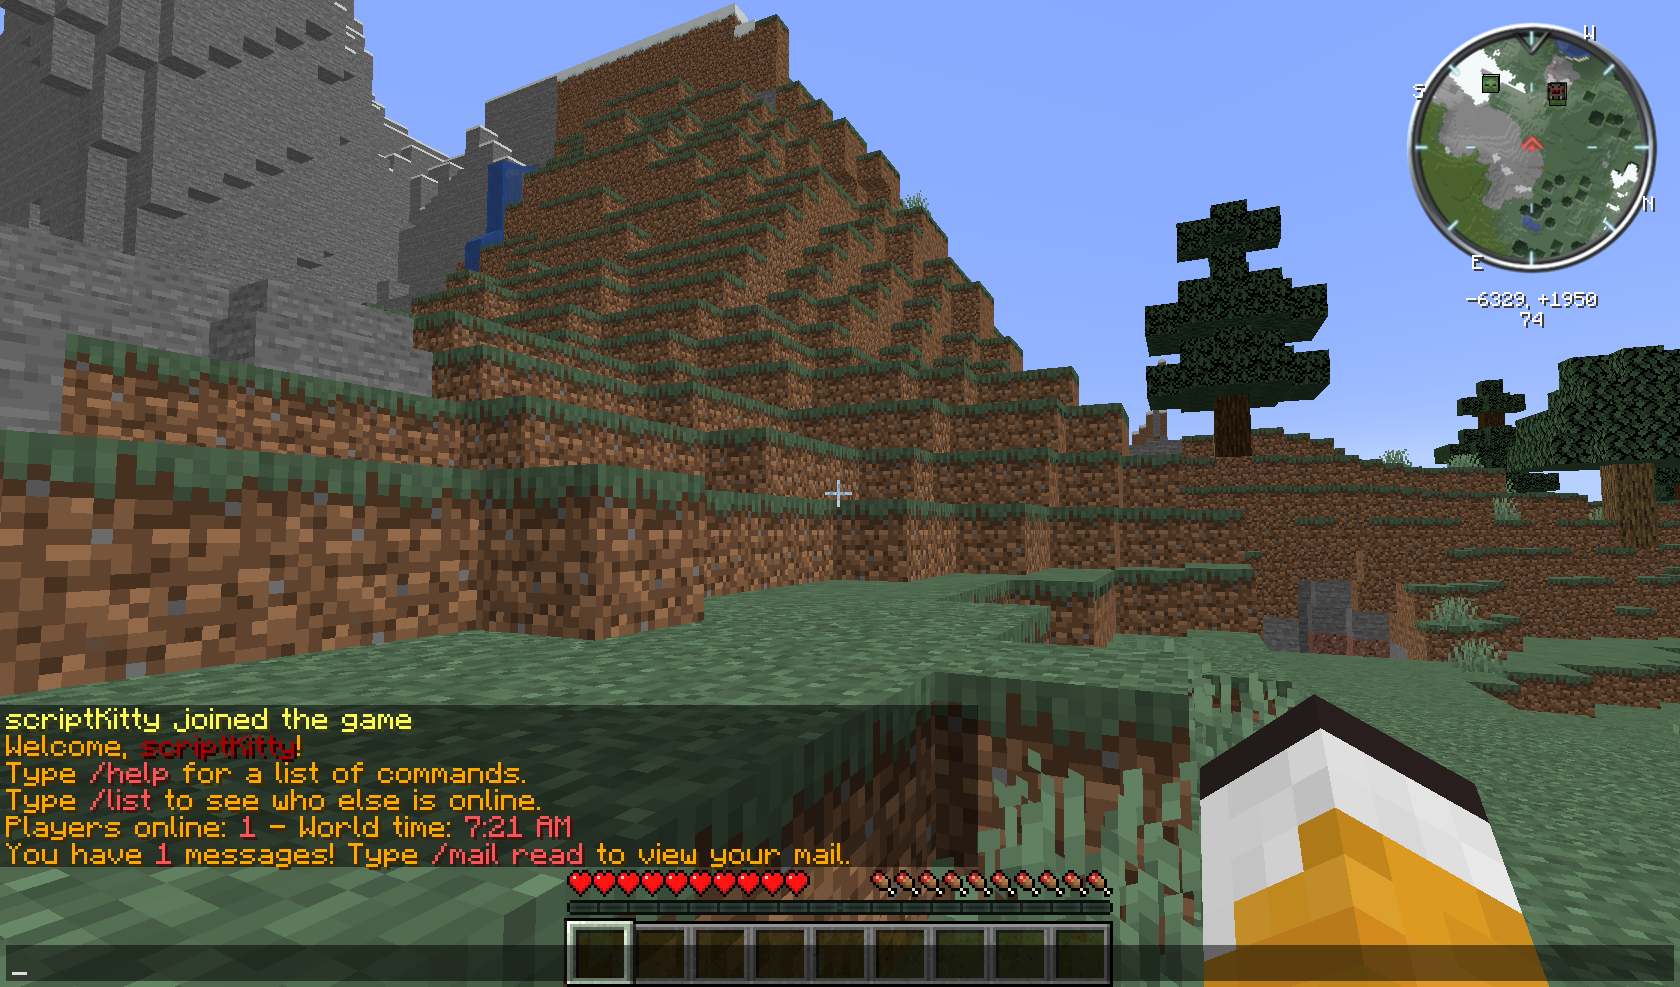 W
S
N
E
-6329, +1950
74
scriptKitty joined the game
Welcome, scriptKitty!
Type /help for a list of commands.
Type /list to see who else is online.
Players online: 1 - World time: 7:21 AM
You have 1 messages! Type /mail read to view your mail.
_